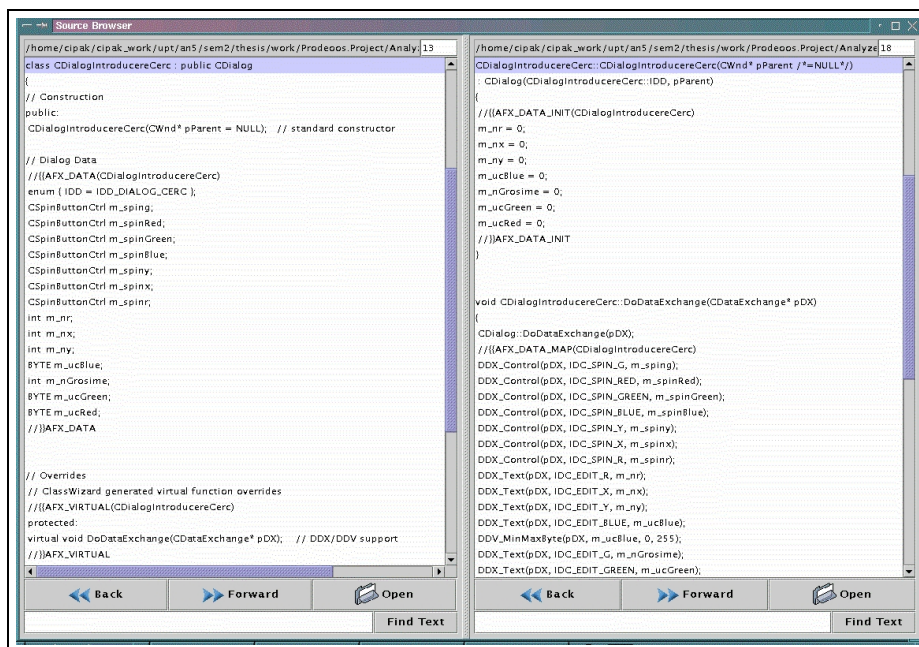 Source Browser
/home/cipak/cipak_work/upt/an5/sem2/thesis/work/Prodeoos.Project/Analy: 13
class CDialogIntroducereCerc : public CDialog
{
// Construction
public:
CDialogIntroducereCerc(CWnd* pParent = NULL);   // standard constructor
// Dialog Data
//{{AFX_DATA(CDialogIntroducereCerc)
enum { IDD = IDD_DIALOG_CERC };
CSpinButtonCtrl m_sping;
CSpinButtonCtrl m_spinRed;
CSpinButtonCtrl m_spinGreen;
CSpinButtonCtrl m_spinBlue;
CSpinButtonCtrl m_spiny;
CSpinButtonCtrl m_spinx;
CSpinButtonCtrl m_spinr;
int m_nr;
int m_nx;
int m_ny;
BYTE m_ucBlue;
int m_nGrosime;
BYTE m_ucGreen;
BYTE m_ucRed;
//}}AFX_DATA
// Overrides
// ClassWizard generated virtual function overrides
//{{AFX_VIRTUAL(CDialogIntroducereCerc)
protected:
virtual void DoDataExchange(CDataExchange* pDX);   // DDX/DDV support
//}}AFX_VIRTUAL
Back Forward Open
Find Text
/home/cipak/cipak_work/upt/an5/sem2/thesis/work/Prodeoos.Project/Analyze 18
CDialogIntroducereCerc::CDialogIntroducereCerc(CWnd* pParent /*=NULL*/)
: CDialog(CDialogIntroducereCerc::IDD, pParent)
{
//{{AFX_DATA_INIT(CDialogIntroducereCerc)
m_nr = 0;
m_nx = 0;
m_ny = 0;
m_ucBlue = 0;
m_nGrosime = 0;
m_ucGreen = 0;
m_ucRed = 0;
//}}AFX_DATA_INIT
}
void CDialogIntroducereCerc::DoDataExchange(CDataExchange* pDX)
{
CDialog::DoDataExchange(pDX);
//{{AFX_DATA_MAP(CDialogIntroducereCerc)
DDX_Control(pDX, IDC_SPIN_G, m_sping);
DDX_Control(pDX, IDC_SPIN_RED, m_spinRed);
DDX_Control(pDX, IDC_SPIN_GREEN, m_spinGreen);
DDX_Control(pDX, IDC_SPIN_BLUE, m_spinBlue);
DDX_Control(pDX, IDC_SPIN_Y, m_spiny);
DDX_Control(pDX, IDC_SPIN_X, m_spinx);
DDX_Control(pDX, IDC_SPIN_R, m_spinr);
DDX_Text(pDX, IDC_EDIT_R, m_nr);
DDX_Text(pDX, IDC_EDIT_X, m_nx);
DDX_Text(pDX, IDC_EDIT_Y, m_ny);
DDX_Text(pDX, IDC_EDIT_BLUE, m_ucBlue);
DDV_MinMaxByte(pDX, m_ucBlue, 0, 255);
DDX_Text(pDX, IDC_EDIT_G, m_nGrosime);
DDX_Text(pDX, IDC_EDIT_GREEN, m_ucGreen);
Back Forward Open
Find Text